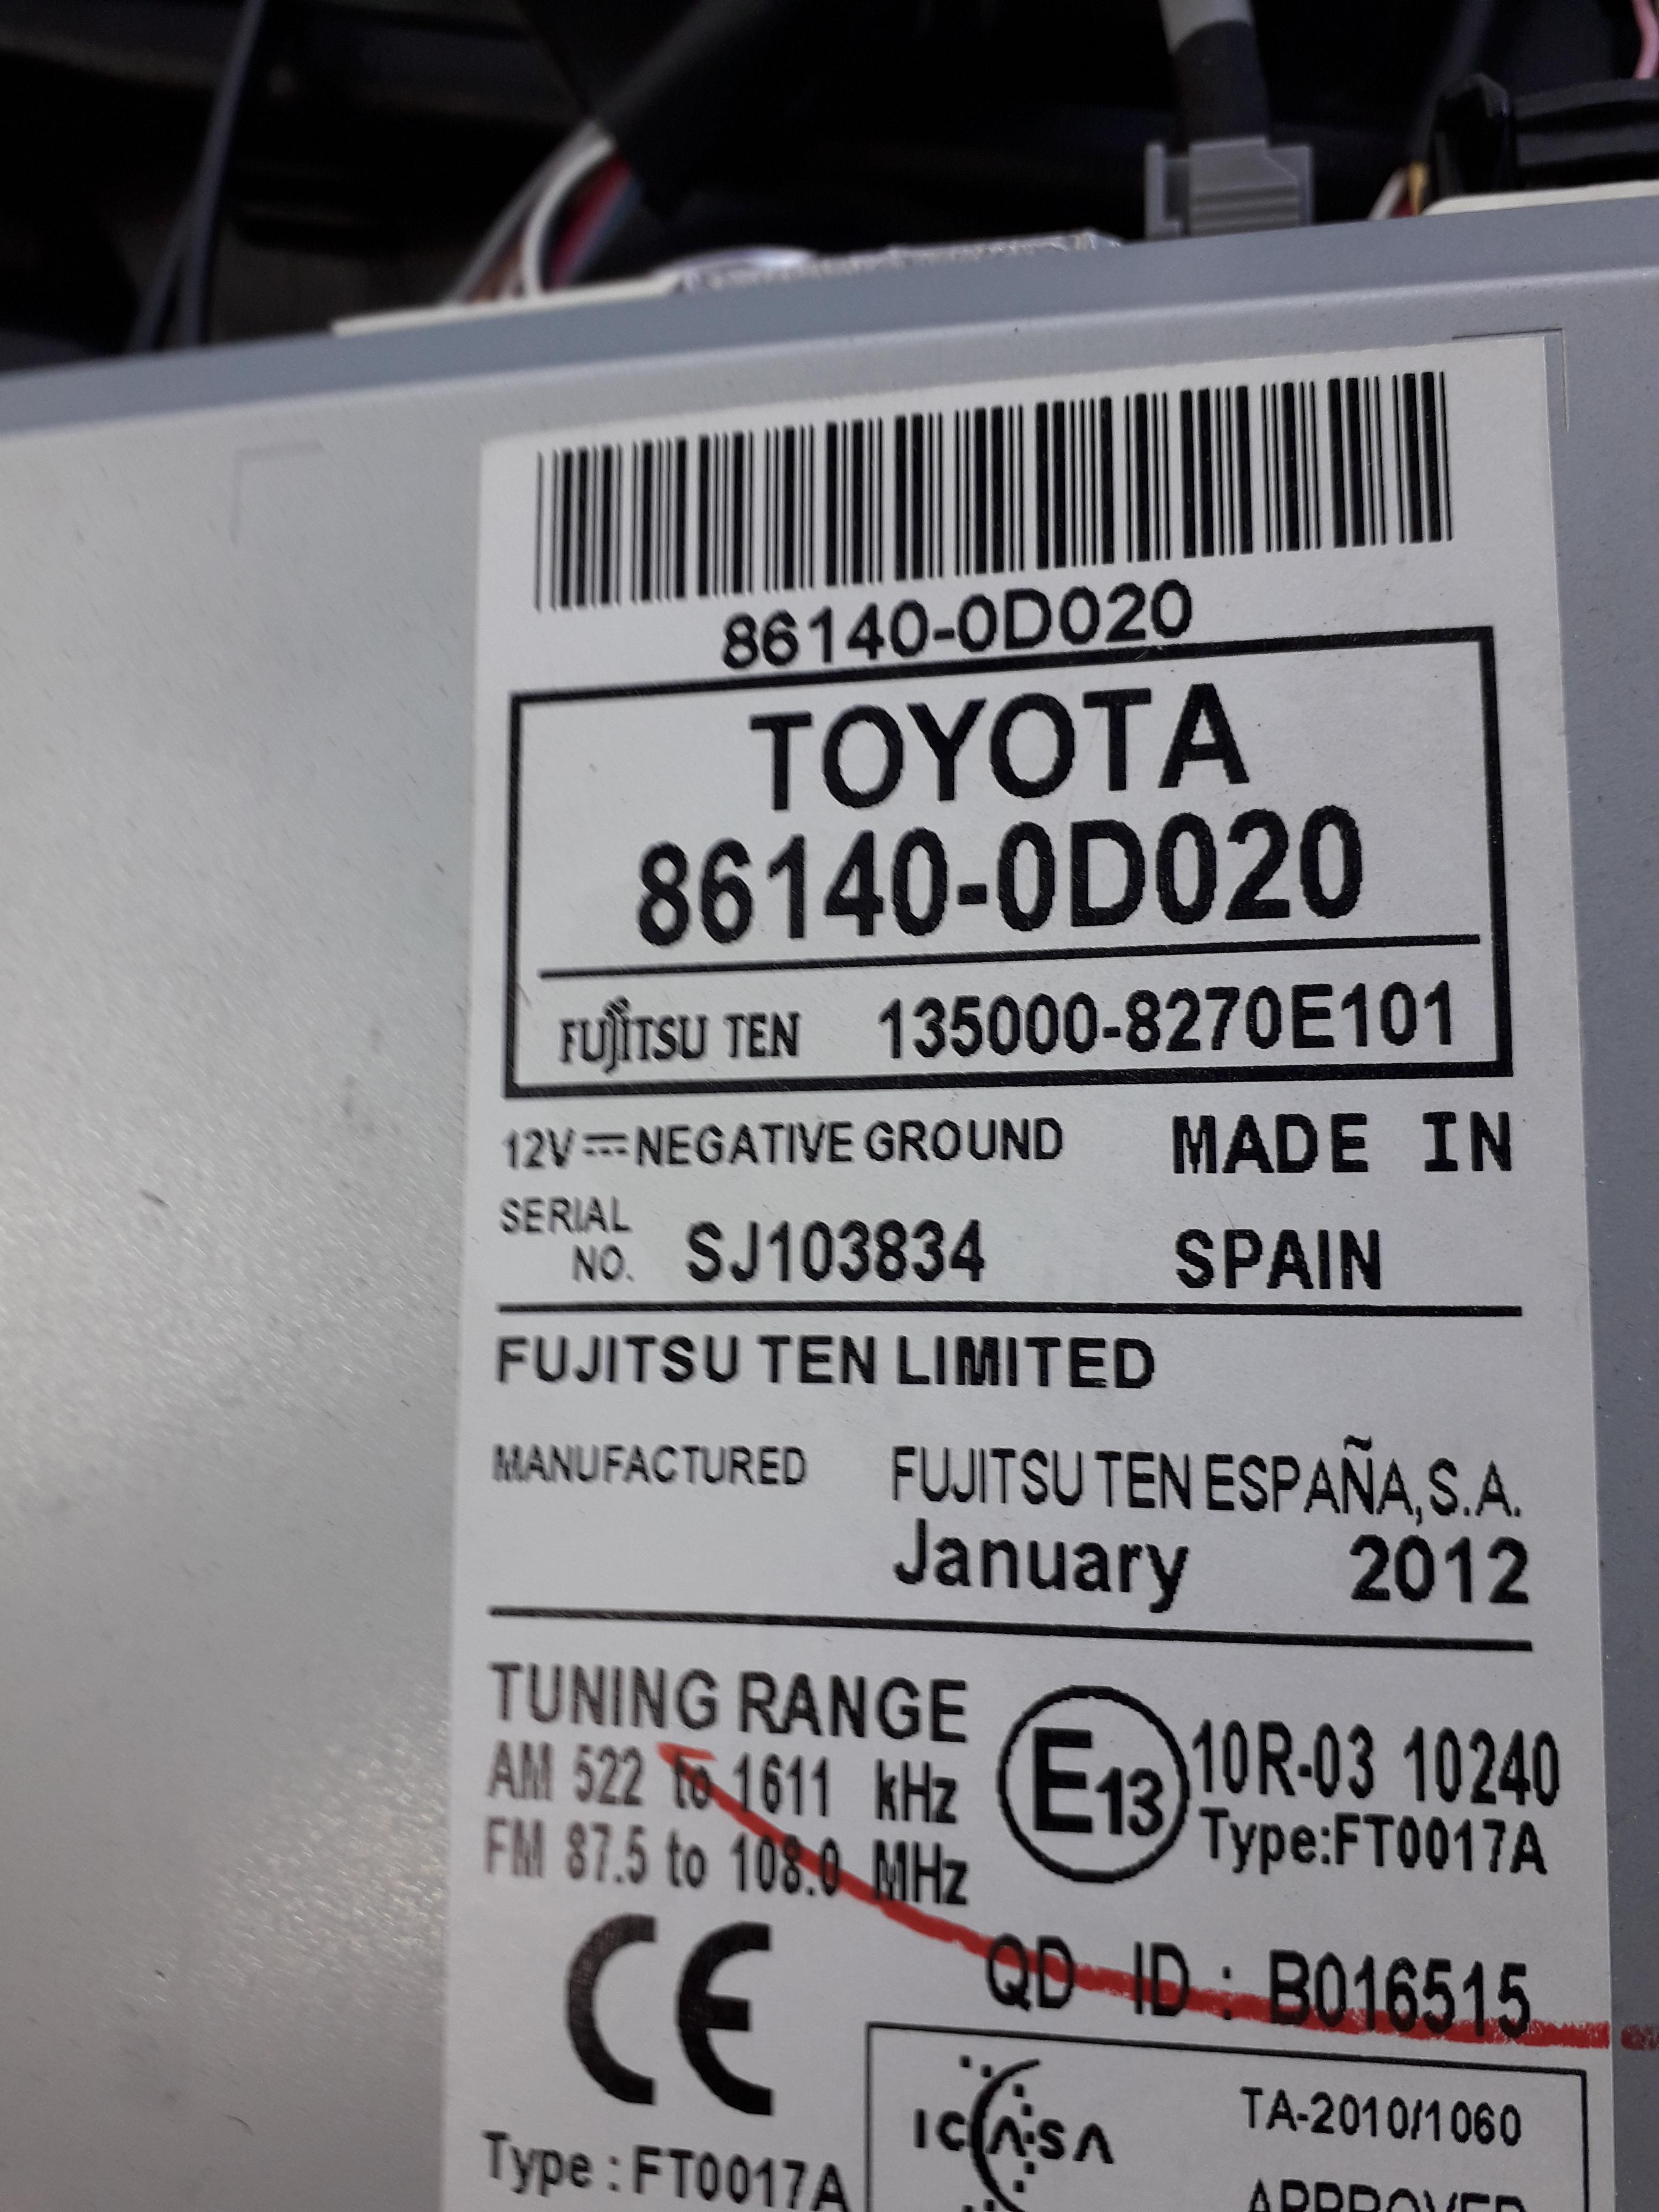 86140-0D020
TOYOTA
86140-0D020
FUJITSU TEN 135000-8270E101
12V ⎓ NEGATIVE GROUND MADE IN
SERIAL
NO. SJ103834 SPAIN
FUJITSU TEN LIMITED
MANUFACTURED FUJITSU TEN ESPAÑA, S.A.
January 2012
TUNING RANGE
AM 522 to 1611 kHz
FM 87.5 to 108.0 MHz
E13 10R-03 10240
Type:FT0017A
QD ID : B016515
CE
Type : FT0017A
ICASA
TA-2010/1060
APPROVED